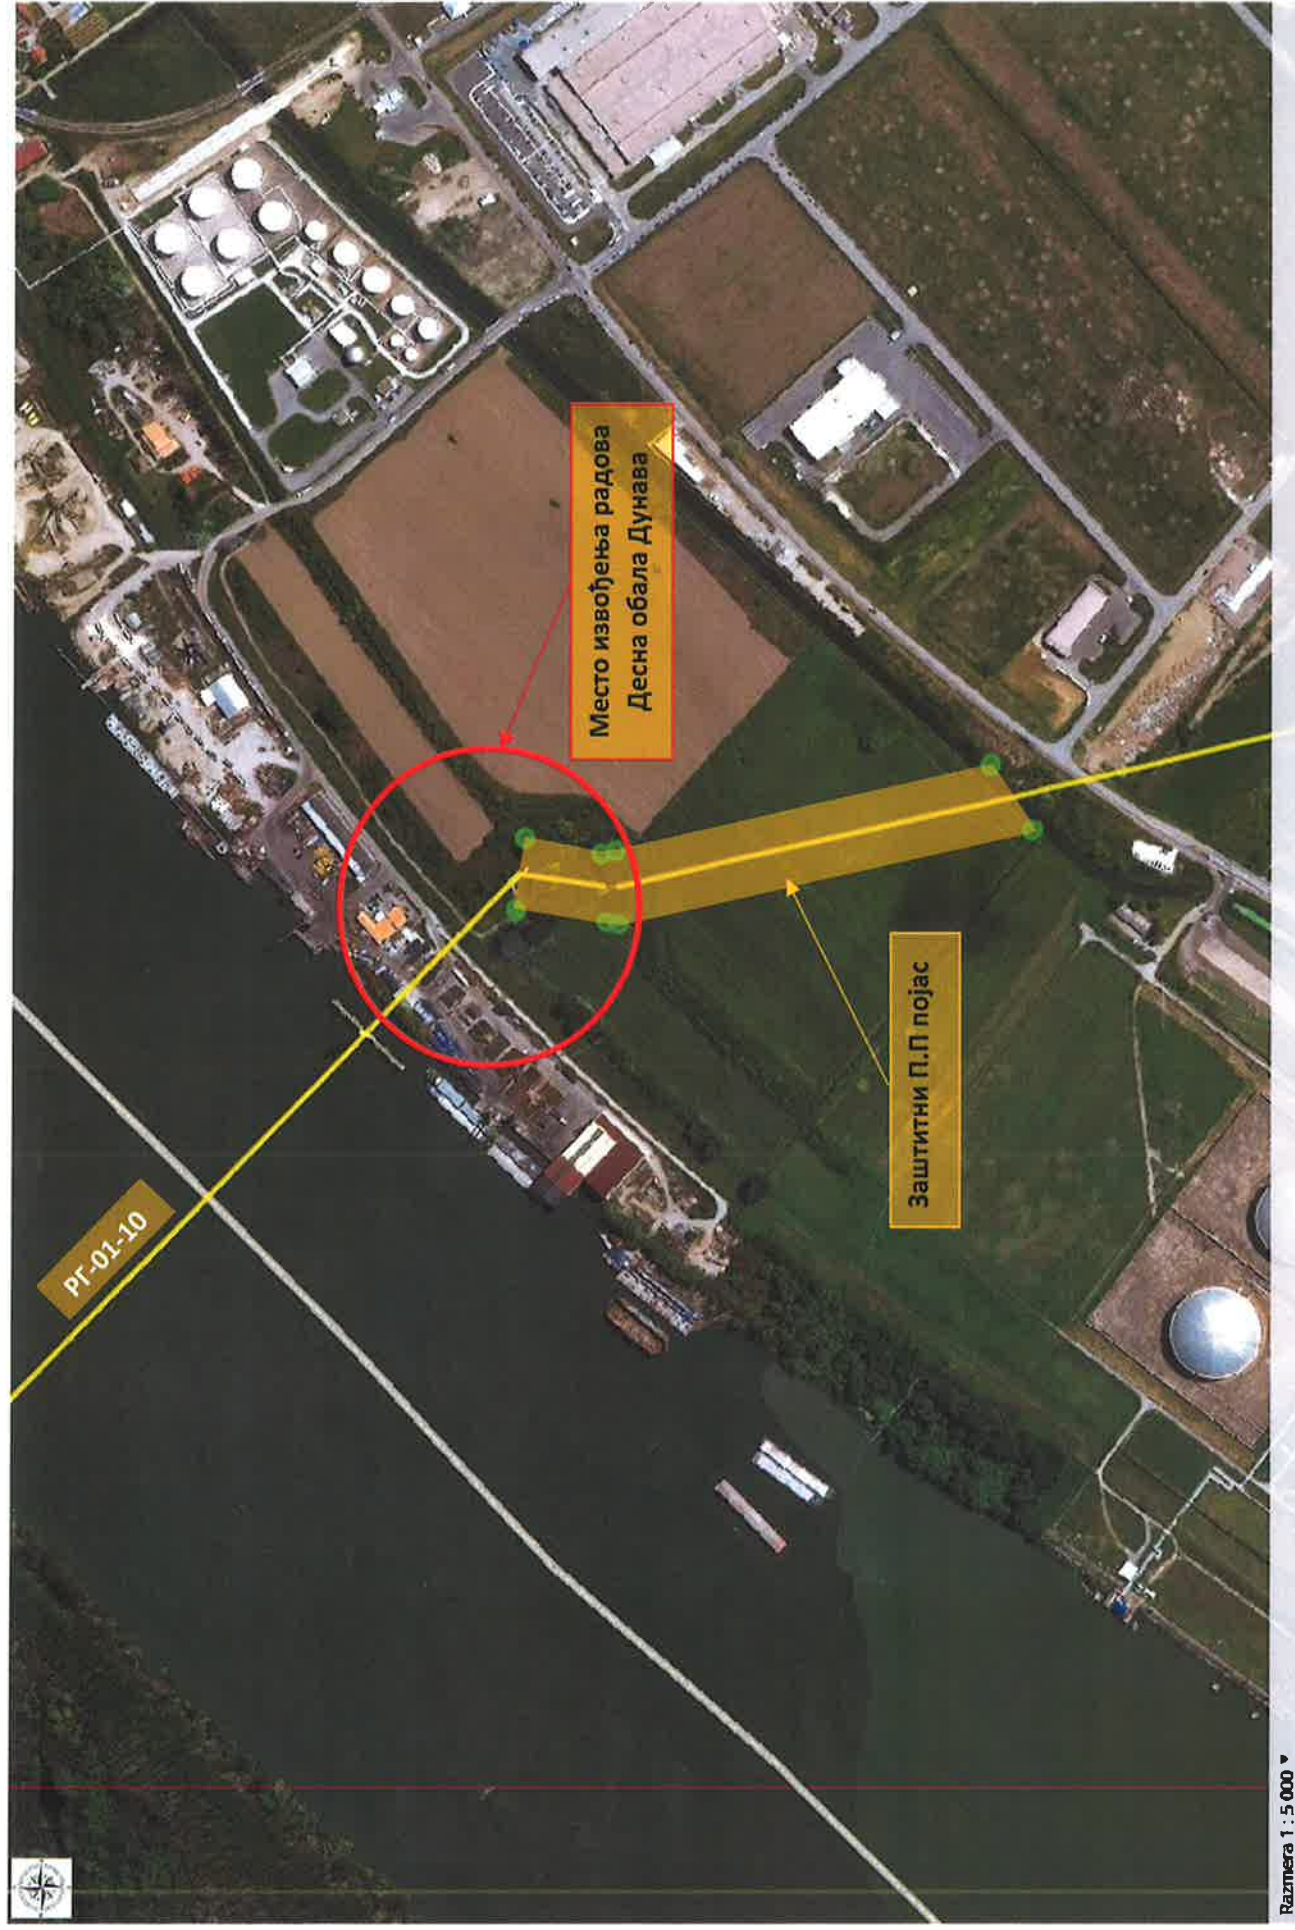 РГ-01-10
Место извођења радова
Десна обала Дунава
Заштитни П.П појас
Razmera 1 : 5 000